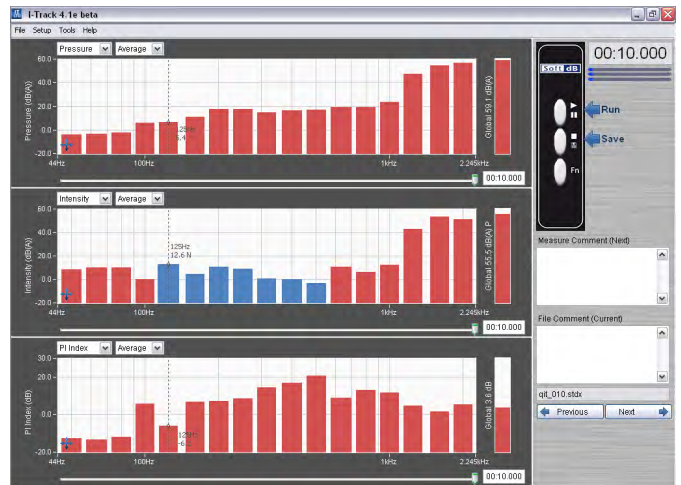 I-Track 4.1e beta
File Setup Tools Help
Pressure Average
60.0
40.0
20.0
0.0
-20.0
Pressure (dB(A))
125Hz
Global 59.1 dB(A)
44Hz 100Hz 1kHz 2.245kHz
00:10.000
Intensity Average
60.0
40.0
20.0
0.0
-20.0
Intensity (dB(A))
125Hz
12.6 N
Global 55.5 dB(A) P
44Hz 100Hz 1kHz 2.245kHz
00:10.000
PI Index Average
30.0
20.0
0.0
-20.0
PI Index (dB)
125Hz
Global 3.6 dB
44Hz 100Hz 1kHz 2.245kHz
00:10.000
Soft dB
00:10.000
Run
Save
Fn
Measure Comment (Next)
File Comment (Current)
qit_010.stdx
Previous Next